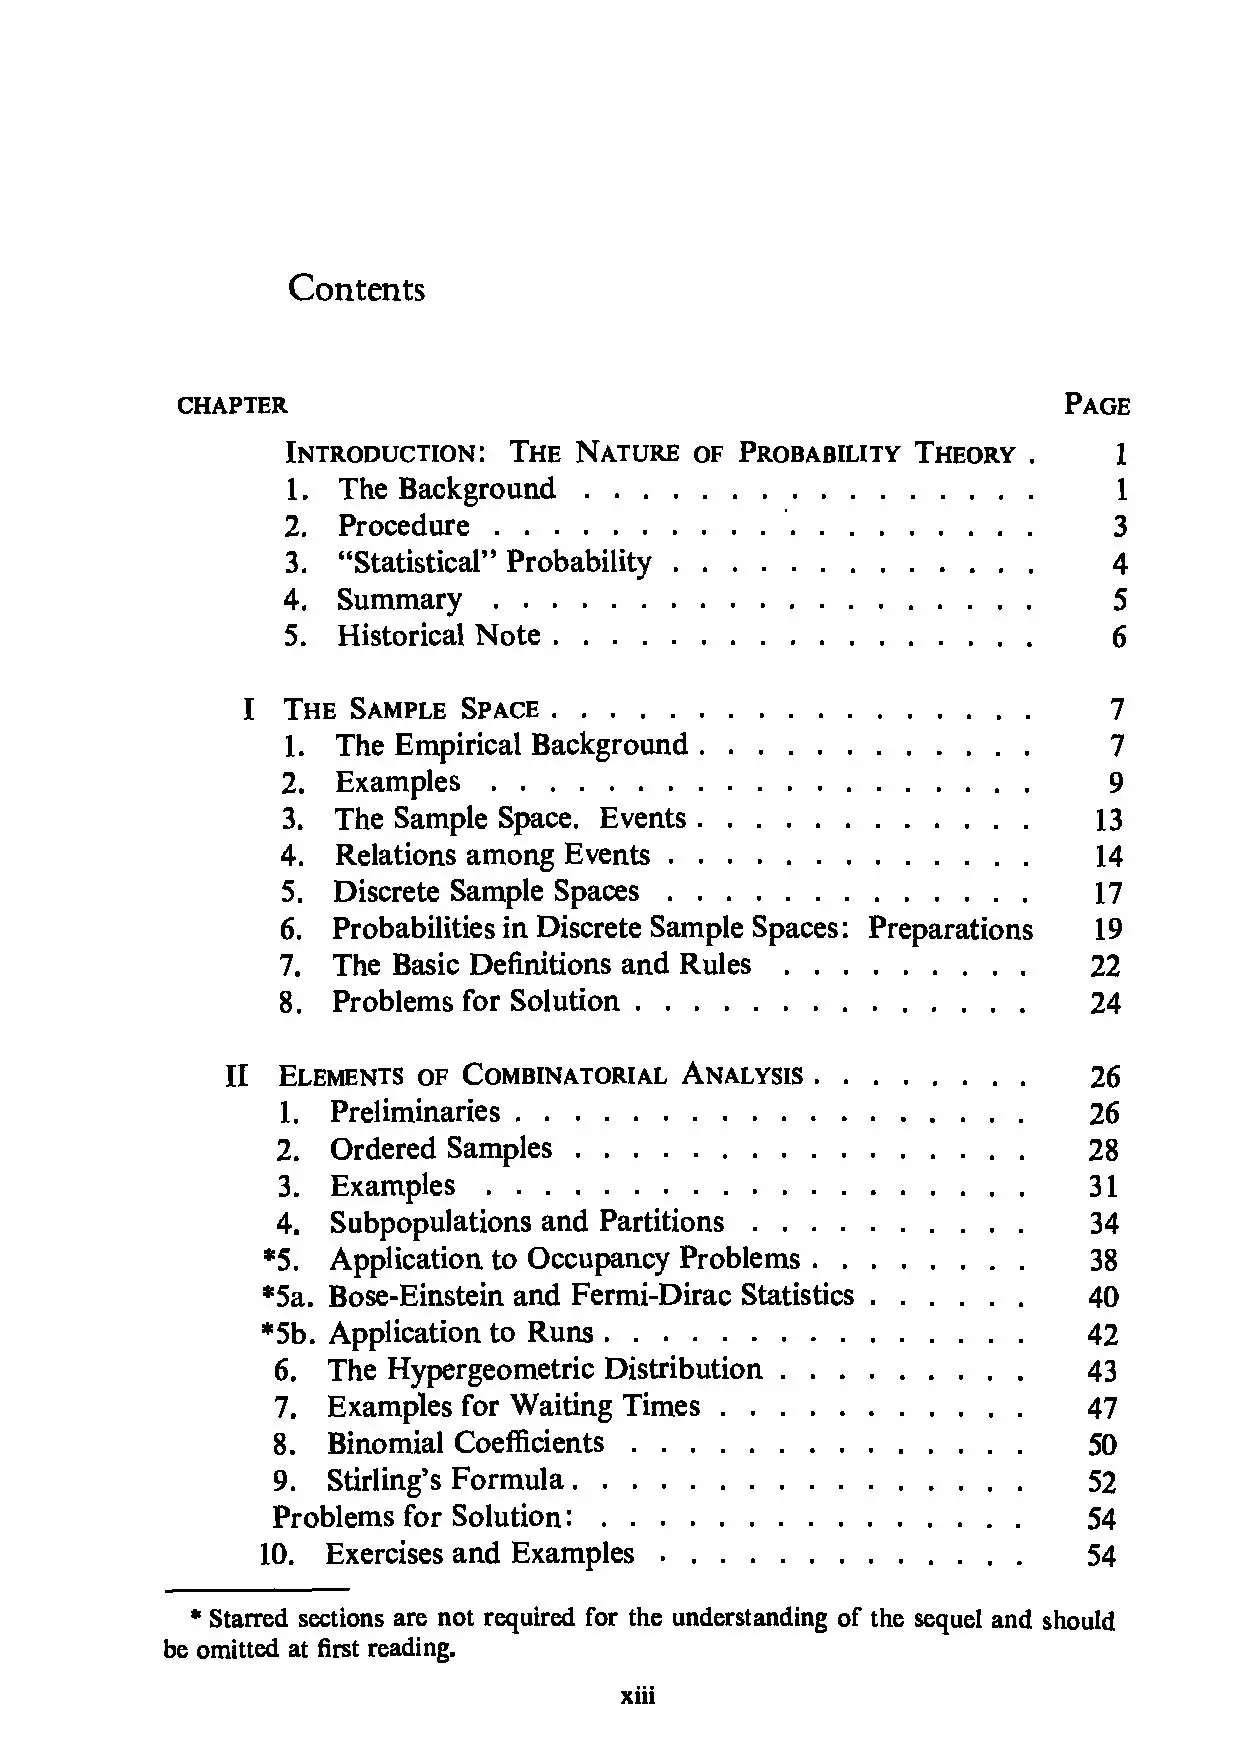 Contents
CHAPTER PAGE
INTRODUCTION: THE NATURE OF PROBABILITY THEORY . 1
1. The Background . . . . . . . . . . . . . . . . 1
2. Procedure . . . . . . . . . . . . . . . . . . . 3
3. “Statistical” Probability . . . . . . . . . . . . . 4
4. Summary . . . . . . . . . . . . . . . . . . . 5
5. Historical Note . . . . . . . . . . . . . . . . . 6
I THE SAMPLE SPACE . . . . . . . . . . . . . . . . . 7
1. The Empirical Background . . . . . . . . . . . . 7
2. Examples . . . . . . . . . . . . . . . . . . . 9
3. The Sample Space. Events . . . . . . . . . . . . 13
4. Relations among Events . . . . . . . . . . . . . 14
5. Discrete Sample Spaces . . . . . . . . . . . . . 17
6. Probabilities in Discrete Sample Spaces: Preparations 19
7. The Basic Definitions and Rules . . . . . . . . . 22
8. Problems for Solution . . . . . . . . . . . . . . 24
II ELEMENTS OF COMBINATORIAL ANALYSIS . . . . . . . . 26
1. Preliminaries . . . . . . . . . . . . . . . . . . 26
2. Ordered Samples . . . . . . . . . . . . . . . . 28
3. Examples . . . . . . . . . . . . . . . . . . . 31
4. Subpopulations and Partitions . . . . . . . . . . 34
*5. Application to Occupancy Problems . . . . . . . . 38
*5a. Bose-Einstein and Fermi-Dirac Statistics . . . . . . 40
*5b. Application to Runs . . . . . . . . . . . . . . . 42
6. The Hypergeometric Distribution . . . . . . . . . 43
7. Examples for Waiting Times . . . . . . . . . . . 47
8. Binomial Coefficients . . . . . . . . . . . . . . 50
9. Stirling’s Formula . . . . . . . . . . . . . . . . 52
Problems for Solution: . . . . . . . . . . . . . . . 54
10. Exercises and Examples . . . . . . . . . . . . . 54
* Starred sections are not required for the understanding of the sequel and should
be omitted at first reading.
xiii